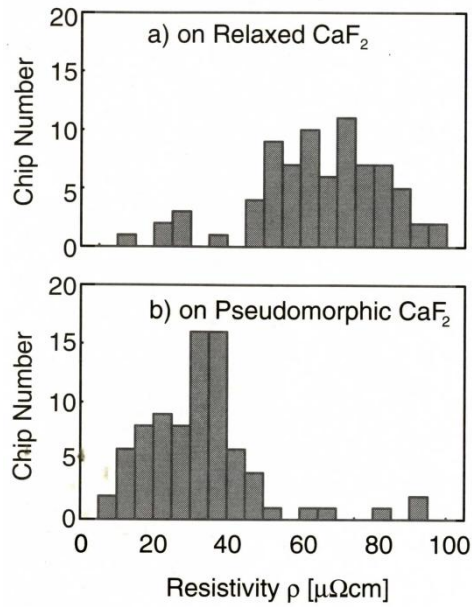 20
a) on Relaxed CaF₂
15
10
5
0
Chip Number
20
b) on Pseudomorphic CaF₂
15
10
5
0
Chip Number
0 20 40 60 80 100
Resistivity ρ [μΩcm]